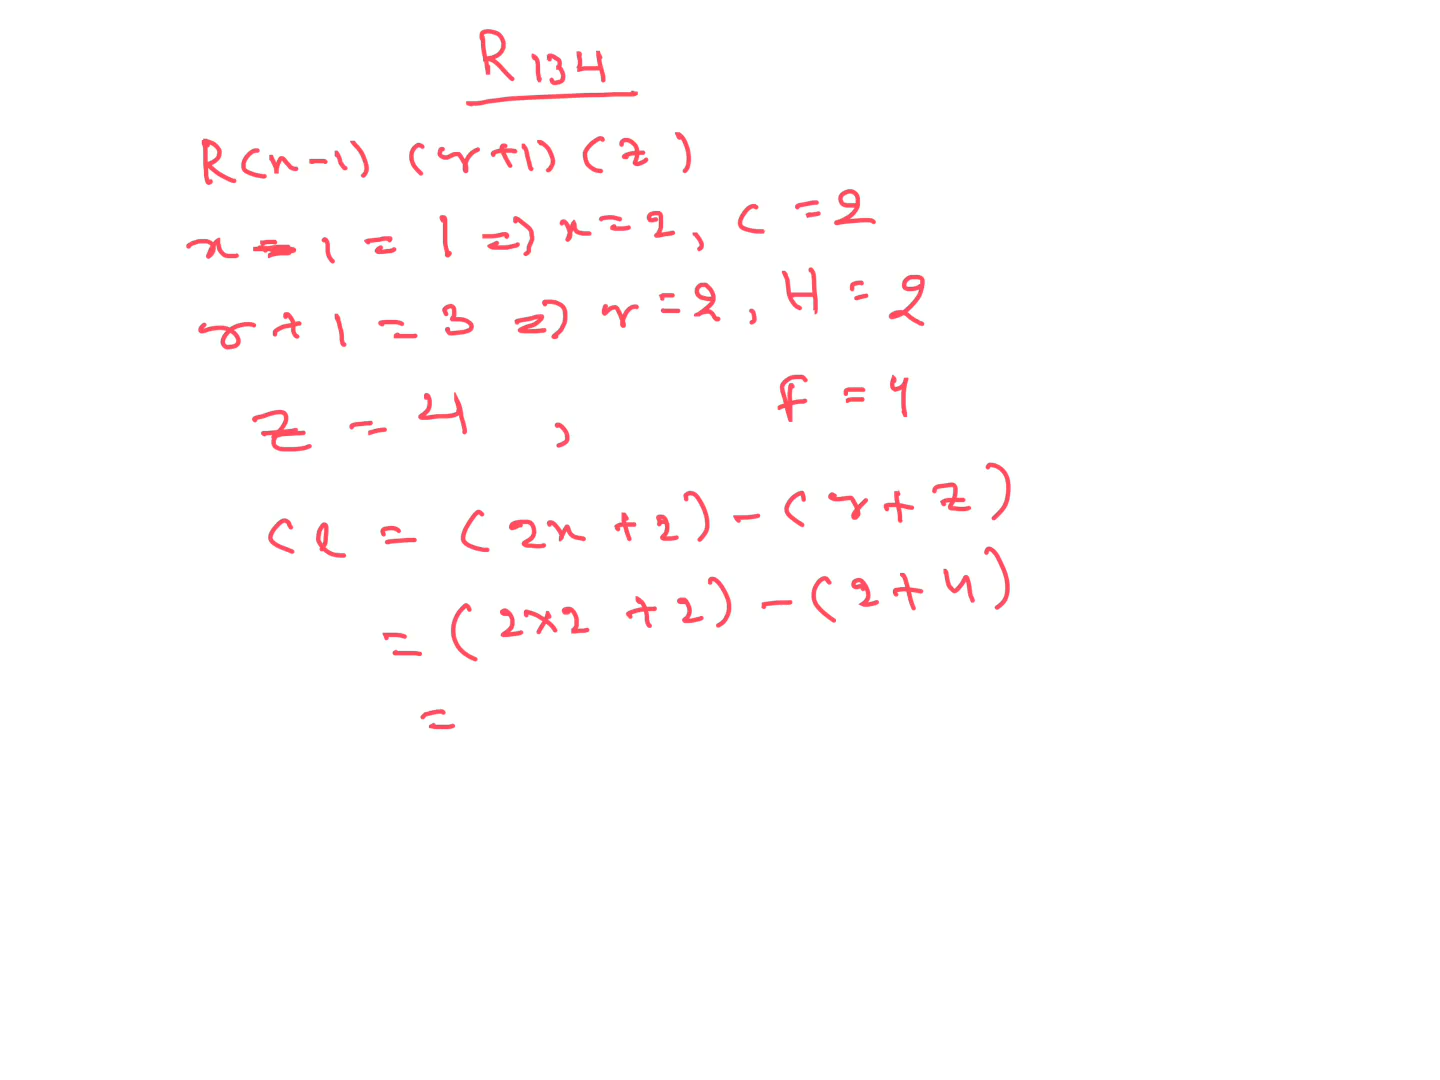 R134
R(x-1) (y+1) (z)
x-1 = 1 => x=2, C = 2
y+1 = 3 => y=2, H = 2
z = 4 , F = 4
Cl = (2x+2) - (y+z)
= (2×2 + 2) - (2+4)
=